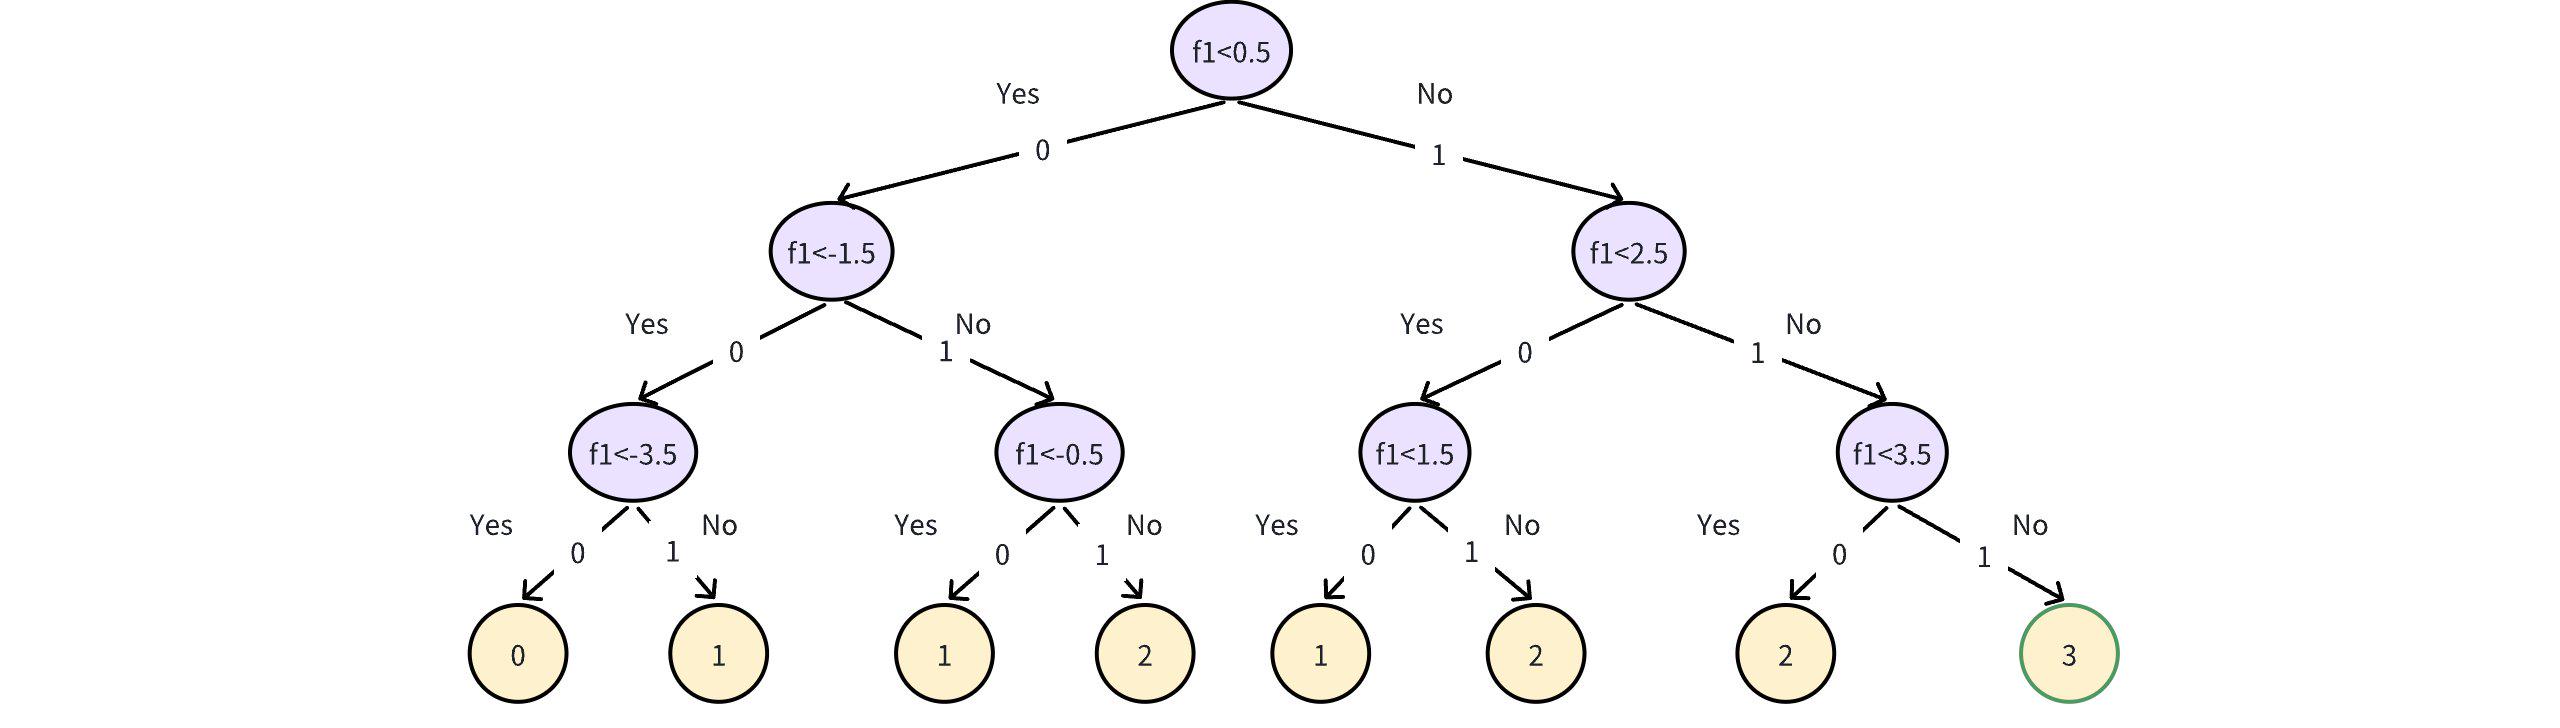 f1<0.5
Yes
No
0
1
f1<-1.5
f1<2.5
Yes
No
Yes
No
0
1
0
1
f1<-3.5
f1<-0.5
f1<1.5
f1<3.5
Yes
No
Yes
No
Yes
No
Yes
No
0
1
0
1
0
1
0
1
0
1
1
2
1
2
2
3